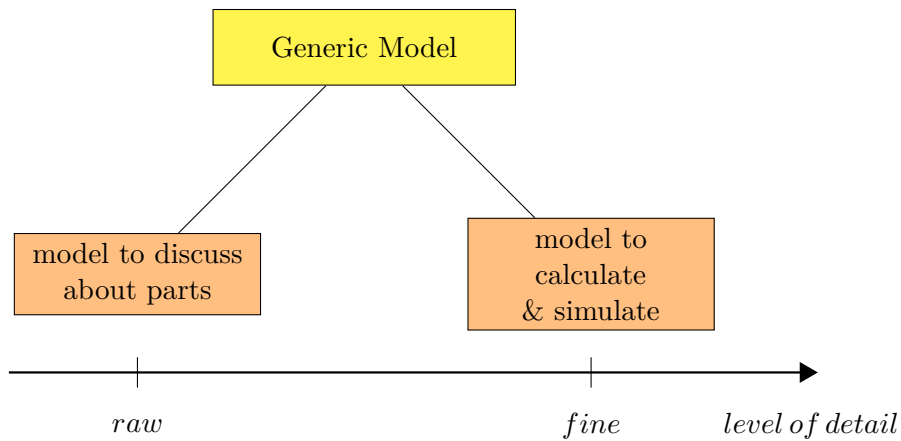 Generic Model
model to discuss
about parts
model to
calculate
& simulate
raw
fine
level of detail